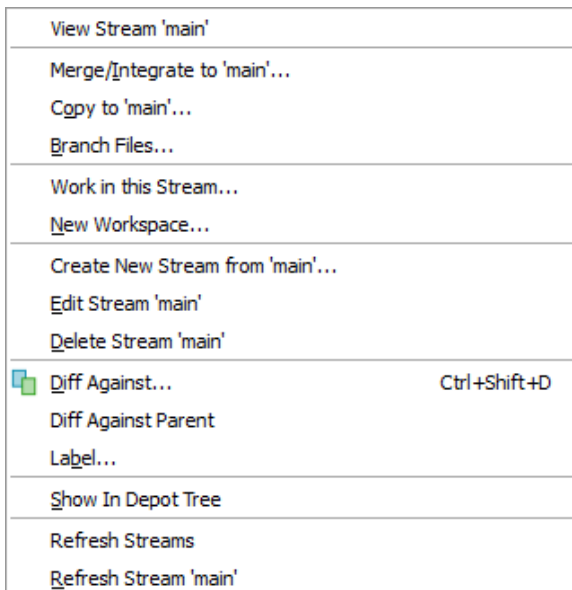 View Stream 'main'
Merge/Integrate to 'main'...
Copy to 'main'...
Branch Files...
Work in this Stream...
New Workspace...
Create New Stream from 'main'...
Edit Stream 'main'
Delete Stream 'main'
Diff Against... Ctrl+Shift+D
Diff Against Parent
Label...
Show In Depot Tree
Refresh Streams
Refresh Stream 'main'